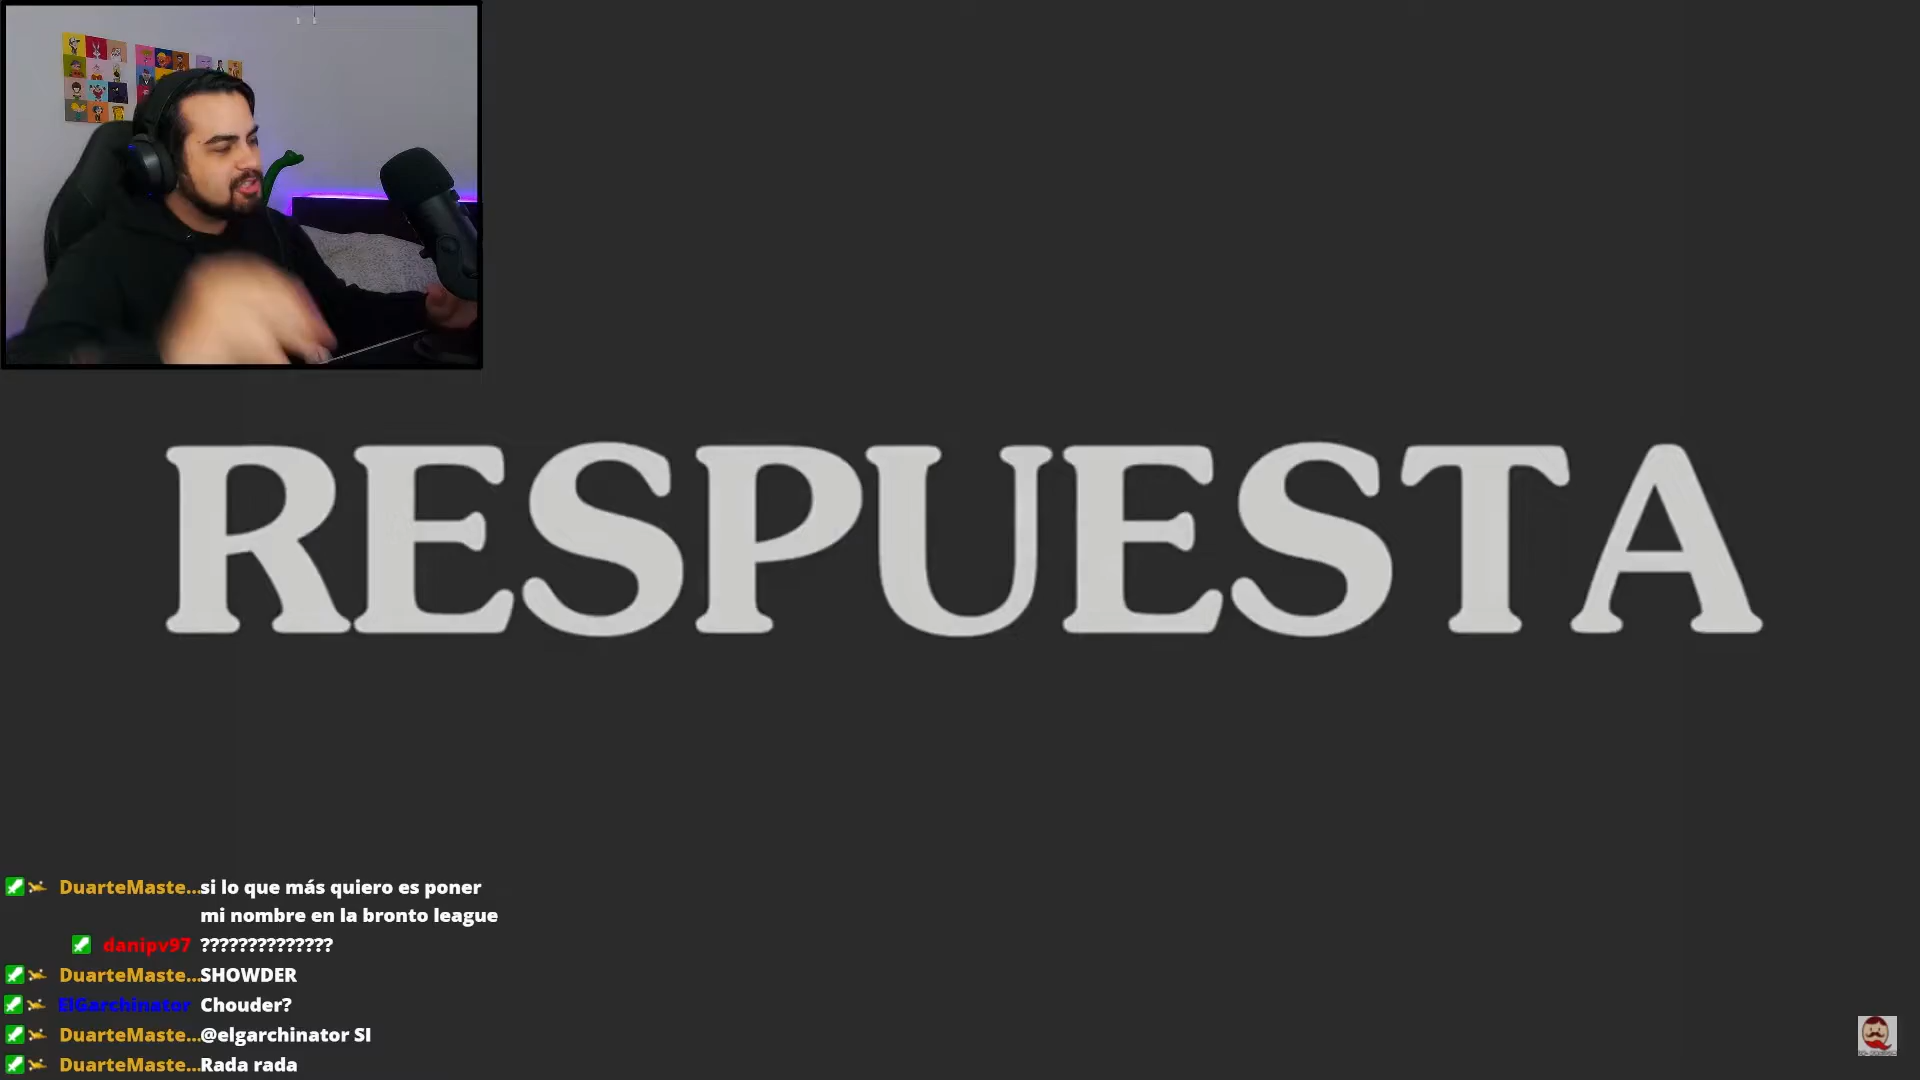 RESPUESTA
DuarteMaste... si lo que más quiero es poner
mi nombre en la bronto league
danipv97 ??????????????
DuarteMaste... SHOWDER
ElGarchinator Chouder?
DuarteMaste... @elgarchinator SI
DuarteMaste... Rada rada